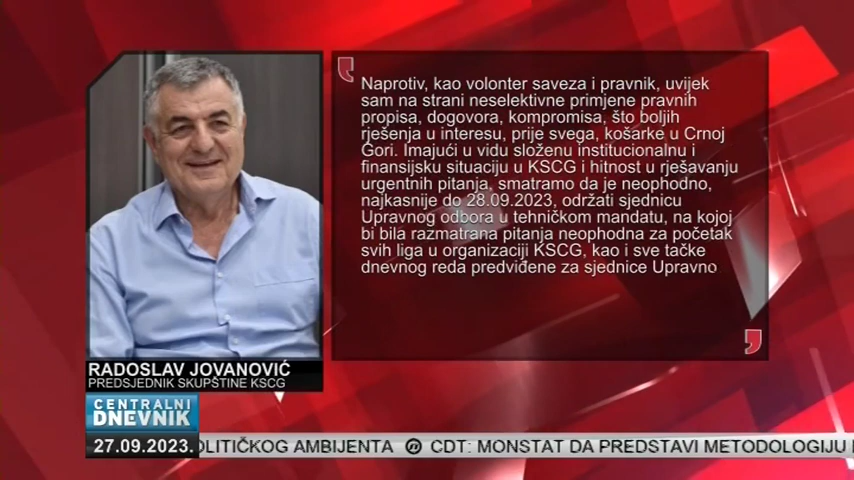 Naprotiv, kao volonter saveza i pravnik, uvijek
sam na strani neselektivne primjene pravnih
propisa, dogovora, kompromisa, što boljih
rješenja u interesu, prije svega, košarke u Crnoj
Gori. Imajući u vidu složenu institucionalnu i
finansijsku situaciju u KSCG i hitnost u rješavanju
urgentnih pitanja, smatramo da je neophodno,
najkasnije do 28.09.2023, održati sjednicu
Upravnog odbora u tehničkom mandatu, na kojoj
bi bila razmatrana pitanja neophodna za početak
svih liga u organizaciji KSCG, kao i sve tačke
dnevnog reda predviđene za sjednice Upravno
RADOSLAV JOVANOVIĆ
PREDSJEDNIK SKUPŠTINE KSCG
CENTRALNI
DNEVNIK
27.09.2023. OLITIČKOG AMBIJENTA CDT: MONSTAT DA PREDSTAVI METODOLOGIJU